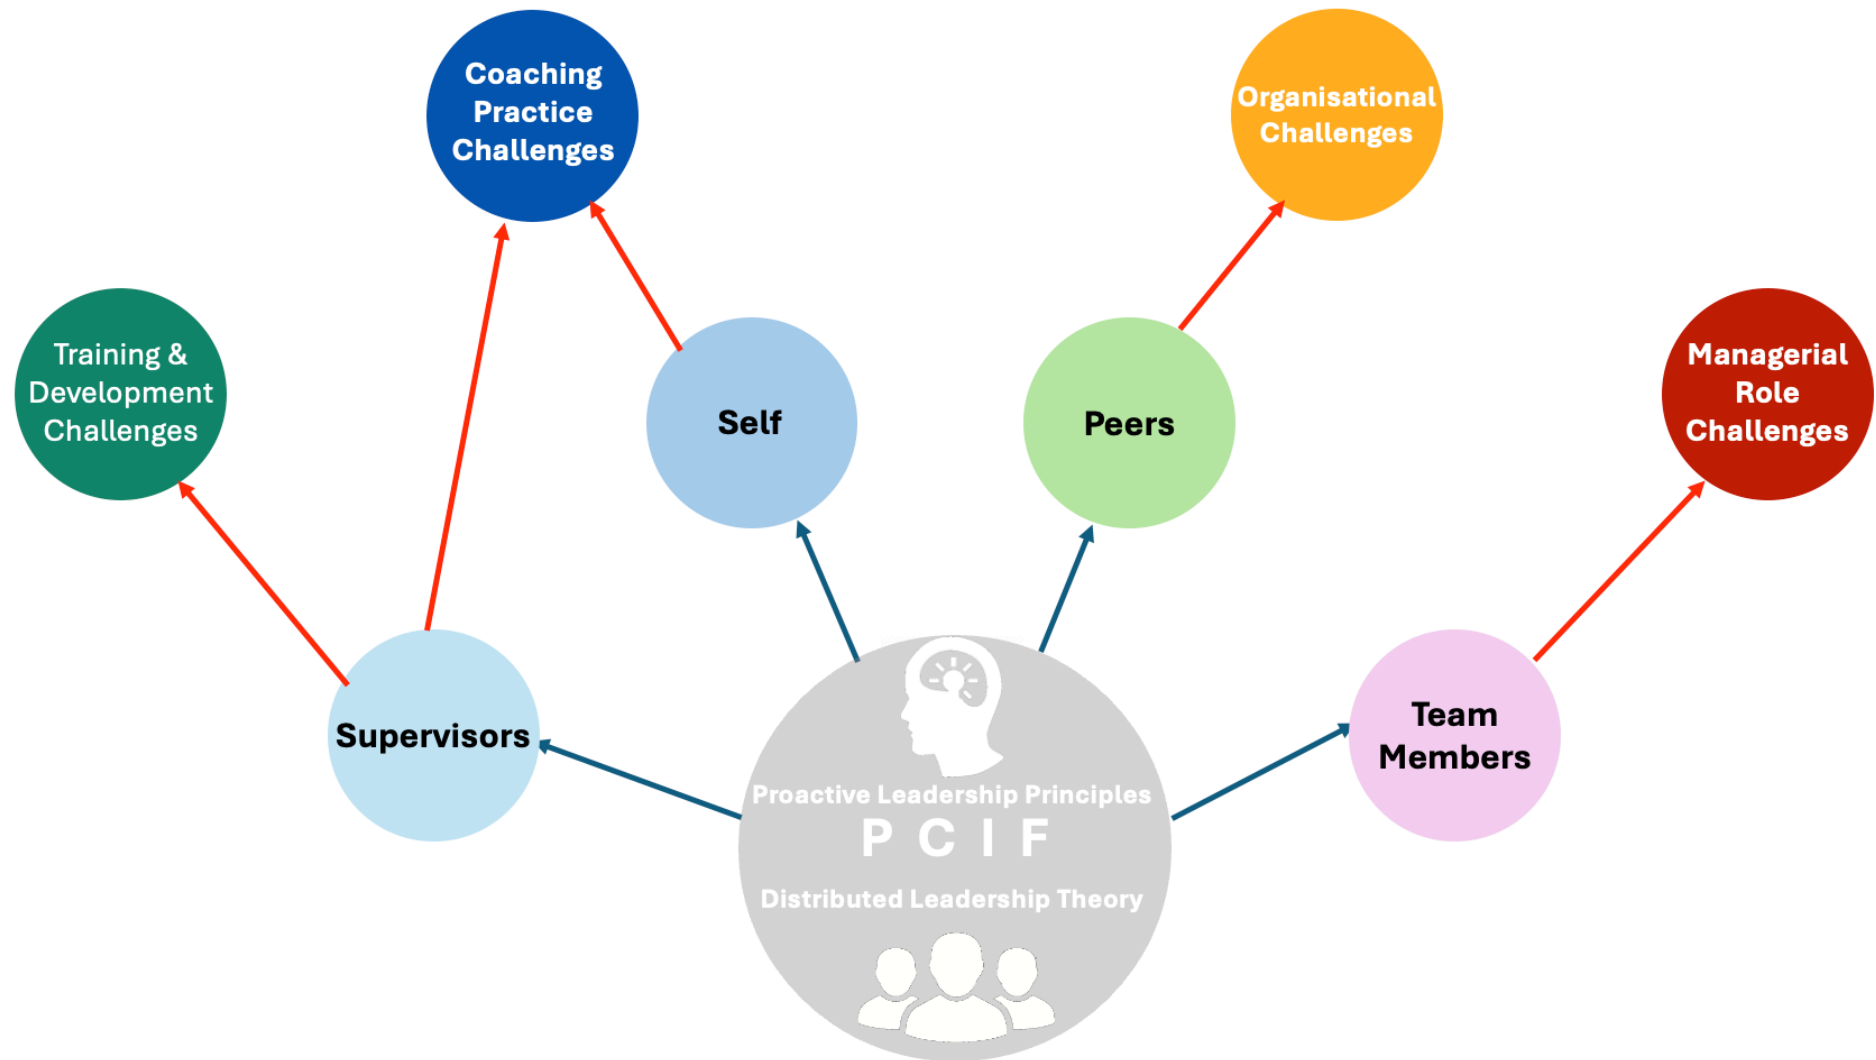 Coaching
Practice
Challenges
Organisational
Challenges
Training &
Development
Challenges
Self
Peers
Managerial
Role
Challenges
Supervisors
Team
Members
Proactive Leadership Principles
P C I F
Distributed Leadership Theory